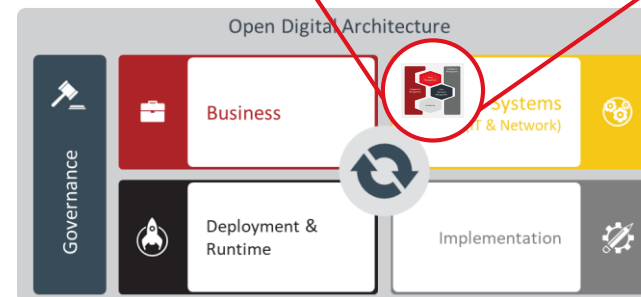 Open Digital Architecture
Governance
Business
Systems
IT & Network)
Deployment &
Runtime
Implementation